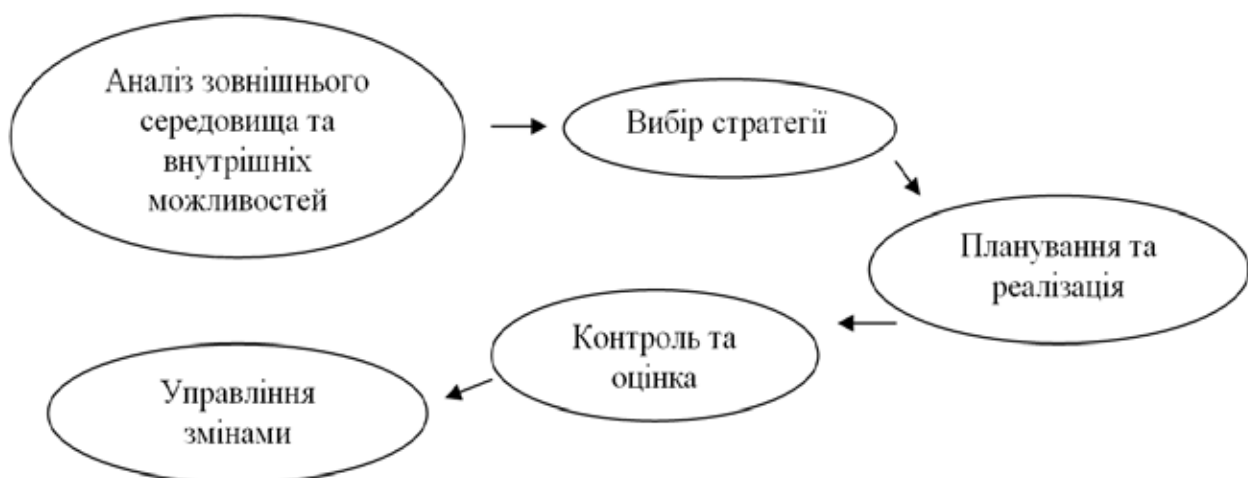 Аналіз зовнішнього
середовища та
внутрішніх
можливостей
Вибір стратегії
Планування та
реалізація
Контроль та
оцінка
Управління
змінами